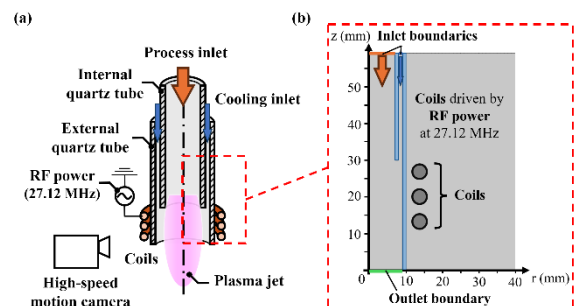 (a)
Process inlet
Internal
quartz tube
Cooling inlet
External
quartz tube
RF power
(27.12 MHz)
Coils
High-speed
motion camera
Plasma jet
(b)
z (mm)
Inlet boundaries
50
40
30
20
10
0
Coils driven by
RF power
at 27.12 MHz
Coils
0
10
20
30
40
r (mm)
Outlet boundary